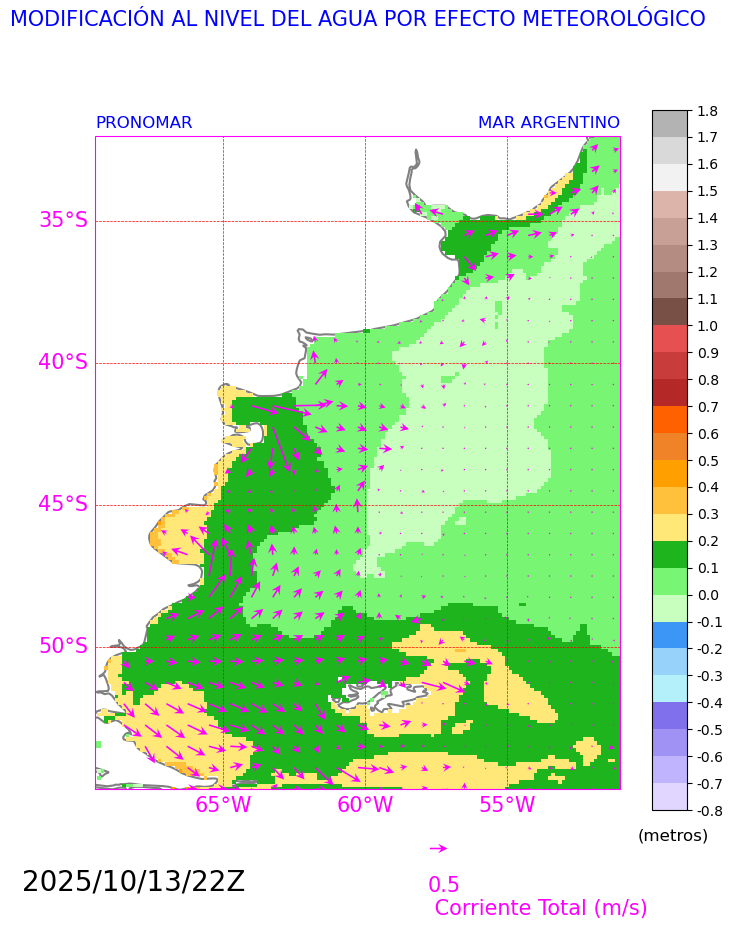 MODIFICACIÓN AL NIVEL DEL AGUA POR EFECTO METEOROLÓGICO
PRONOMAR
MAR ARGENTINO
35°S
40°S
45°S
50°S
65°W
60°W
55°W
1.8
1.7
1.6
1.5
1.4
1.3
1.2
1.1
1.0
0.9
0.8
0.7
0.6
0.5
0.4
0.3
0.2
0.1
0.0
-0.1
-0.2
-0.3
-0.4
-0.5
-0.6
-0.7
-0.8
(metros)
2025/10/13/22Z
0.5
Corriente Total (m/s)